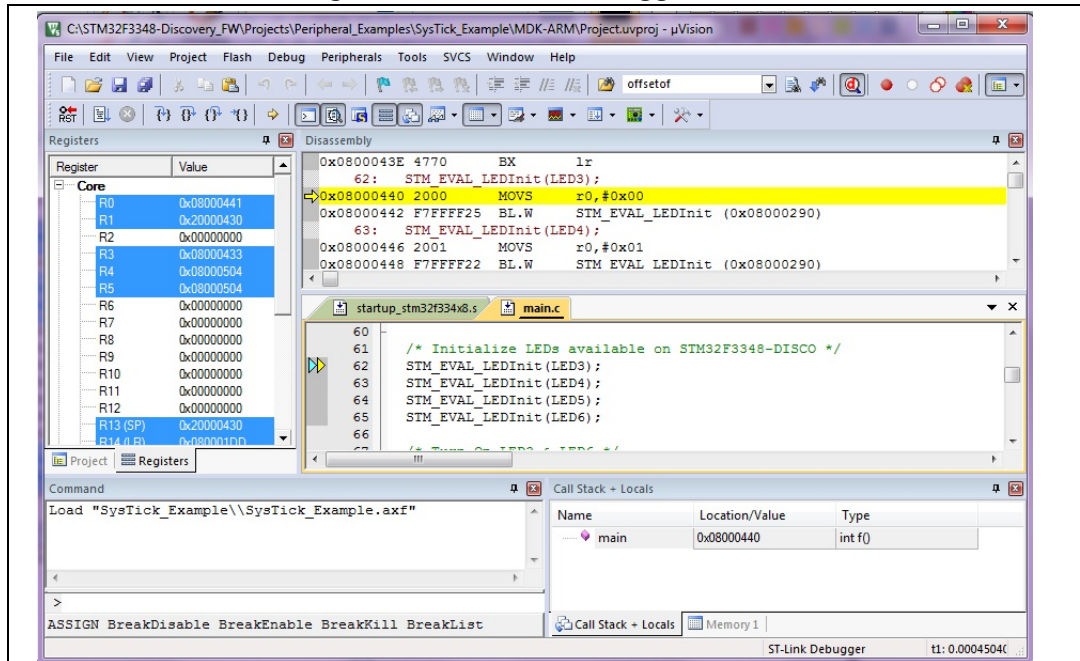 C:\STM32F3348-Discovery_FW\Projects\Peripheral_Examples\SysTick_Example\MDK-ARM\Project.uvproj - µVision
File Edit View Project Flash Debug Peripherals Tools SVCS Window Help
offsetof
RST
Registers
Register Value
Core
R0 0x08000441
R1 0x20000430
R2 0x00000000
R3 0x08000433
R4 0x08000504
R5 0x08000504
R6 0x00000000
R7 0x00000000
R8 0x00000000
R9 0x00000000
R10 0x00000000
R11 0x00000000
R12 0x00000000
R13 (SP) 0x20000430
R14 (LR) 0x080001DD
Project Registers
Disassembly
0x0800043E 4770 BX lr
62: STM_EVAL_LEDInit(LED3);
0x08000440 2000 MOVS r0,#0x00
0x08000442 F7FFFF25 BL.W STM_EVAL_LEDInit (0x08000290)
63: STM_EVAL_LEDInit(LED4);
0x08000446 2001 MOVS r0,#0x01
0x08000448 F7FFFF22 BL.W STM_EVAL_LEDInit (0x08000290)
startup_stm32f334x8.s main.c
60
61 /* Initialize LEDs available on STM32F3348-DISCO */
62 STM_EVAL_LEDInit(LED3);
63 STM_EVAL_LEDInit(LED4);
64 STM_EVAL_LEDInit(LED5);
65 STM_EVAL_LEDInit(LED6);
66
Command
Load "SysTick_Example\\SysTick_Example.axf"
>
ASSIGN BreakDisable BreakEnable BreakKill BreakList
Call Stack + Locals
Name Location/Value Type
main 0x08000440 int f()
Call Stack + Locals Memory 1
ST-Link Debugger t1: 0.0004504